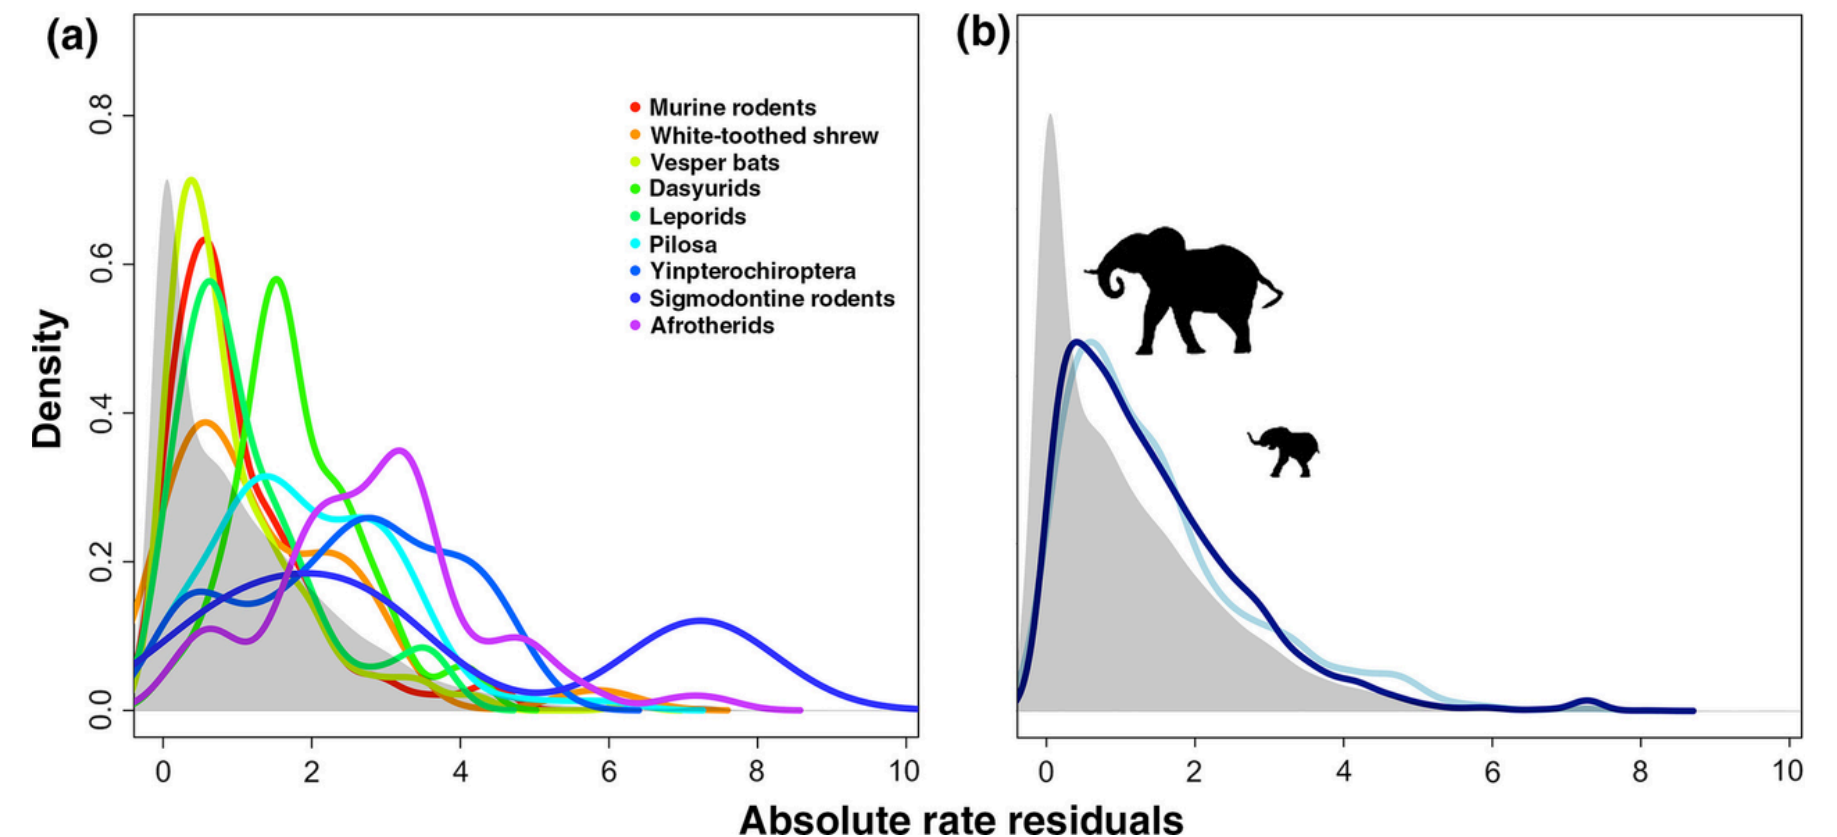 (a)
(b)
Murine rodents
White-toothed shrew
Vesper bats
Dasyurids
Leporids
Pilosa
Yinpterochiroptera
Sigmodontine rodents
Afrotherids
Density
0.8
0.6
0.4
0.2
0.0
0 2 4 6 8 10
0 2 4 6 8 10
Absolute rate residuals